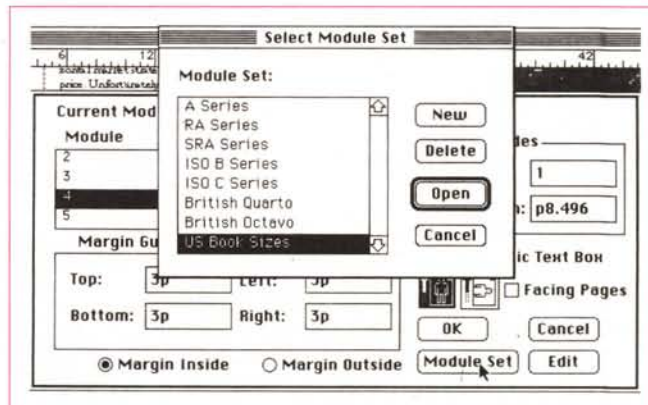 Select Module Set
6 12 42
price Unfortunately
Module Set:
A Series
RA Series
SRA Series
ISO B Series
ISO C Series
British Quarto
British Octavo
US Book Sizes
New
Delete
Open
Cancel
Current Mod
Module
2
3
4
5
Margin Gu
Top: 3p Left: 3p
Bottom: 3p Right: 3p
Margin Inside Margin Outside
des
1
n: p8.496
ic Text Box
Facing Pages
OK Cancel
Module Set Edit